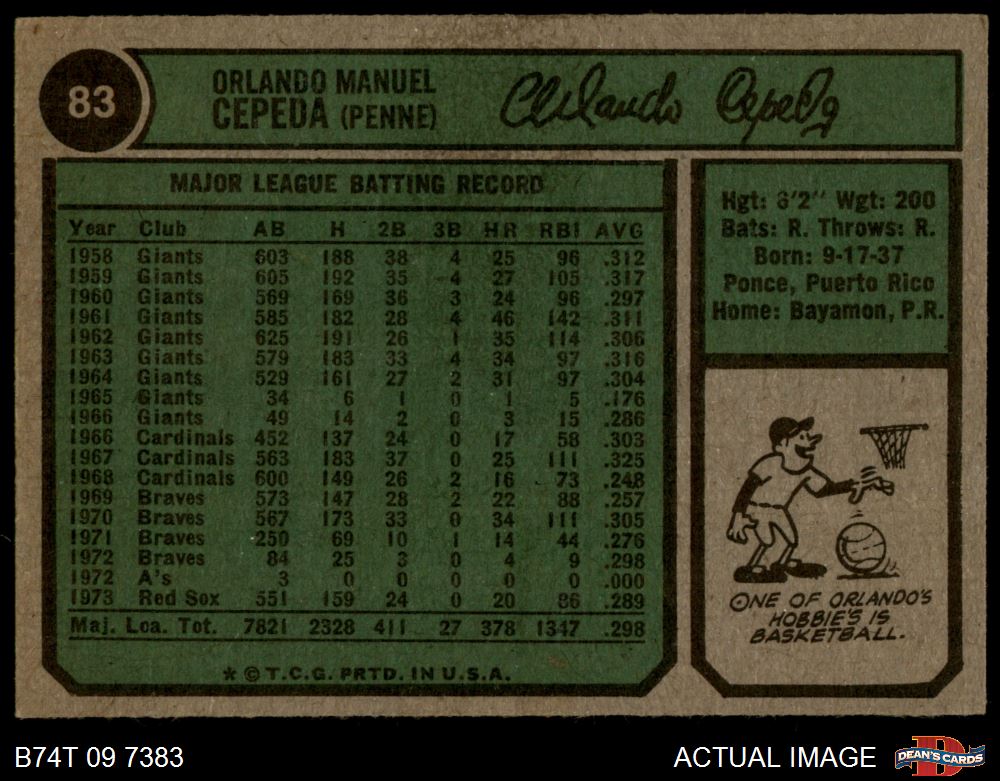 83
ORLANDO MANUEL
CEPEDA (PENNE)
Orlando Cepeda
MAJOR LEAGUE BATTING RECORD
Year Club AB H 2B 3B HR RBI AVG
1958 Giants 603 188 38 4 25 96 .312
1959 Giants 605 192 35 4 27 105 .317
1960 Giants 569 169 36 3 24 96 .297
1961 Giants 585 182 28 4 46 142 .311
1962 Giants 625 191 26 1 35 114 .306
1963 Giants 579 183 33 4 34 97 .316
1964 Giants 529 161 27 2 31 97 .304
1965 Giants 34 6 1 0 1 5 .176
1966 Giants 49 14 2 0 3 15 .286
1966 Cardinals 452 137 24 0 17 58 .303
1967 Cardinals 563 183 37 0 25 111 .325
1968 Cardinals 600 149 26 2 16 73 .248
1969 Braves 573 147 28 2 22 88 .257
1970 Braves 567 173 33 0 34 111 .305
1971 Braves 250 69 10 1 14 44 .276
1972 Braves 84 25 3 0 4 9 .298
1972 A's 3 0 0 0 0 0 .000
1973 Red Sox 551 159 24 0 20 86 .289
Maj. Lea. Tot. 7821 2328 411 27 378 1347 .298
* © T.C.G. PRTD. IN U.S.A.
Hgt: 6'2" Wgt: 200
Bats: R. Throws: R.
Born: 9-17-37
Ponce, Puerto Rico
Home: Bayamon, P.R.
ONE OF ORLANDO'S
HOBBIE'S IS
BASKETBALL.
B74T 09 7383
ACTUAL IMAGE
D
DEAN'S CARDS